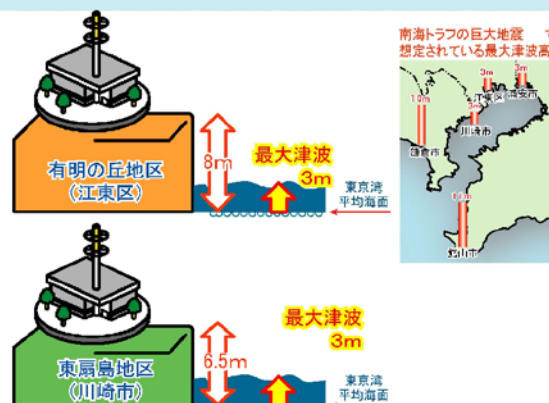 有明の丘地区
(江東区)
8m
最大津波
3m
東京湾
平均海面
南海トラフの巨大地震 で
想定されている最大津波高
3m
3m
江東区
浦安市
10m
3m
川崎市
鎌倉市
11m
館山市
東扇島地区
(川崎市)
6.5m
最大津波
3m
東京湾
平均海面